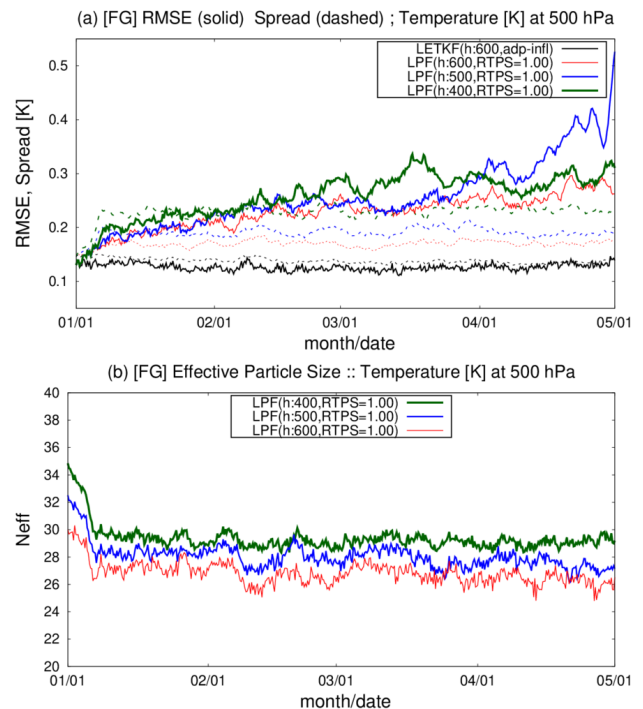 (a) [FG] RMSE (solid) Spread (dashed) ; Temperature [K] at 500 hPa
LETKF(h:600,adp-infl)
LPF(h:600,RTPS=1.00)
LPF(h:500,RTPS=1.00)
LPF(h:400,RTPS=1.00)
RMSE, Spread [K]
0.5
0.4
0.3
0.2
0.1
01/01 02/01 03/01 04/01 05/01
month/date
(b) [FG] Effective Particle Size :: Temperature [K] at 500 hPa
LPF(h:400,RTPS=1.00)
LPF(h:500,RTPS=1.00)
LPF(h:600,RTPS=1.00)
Neff
40
38
36
34
32
30
28
26
24
22
20
01/01 02/01 03/01 04/01 05/01
month/date